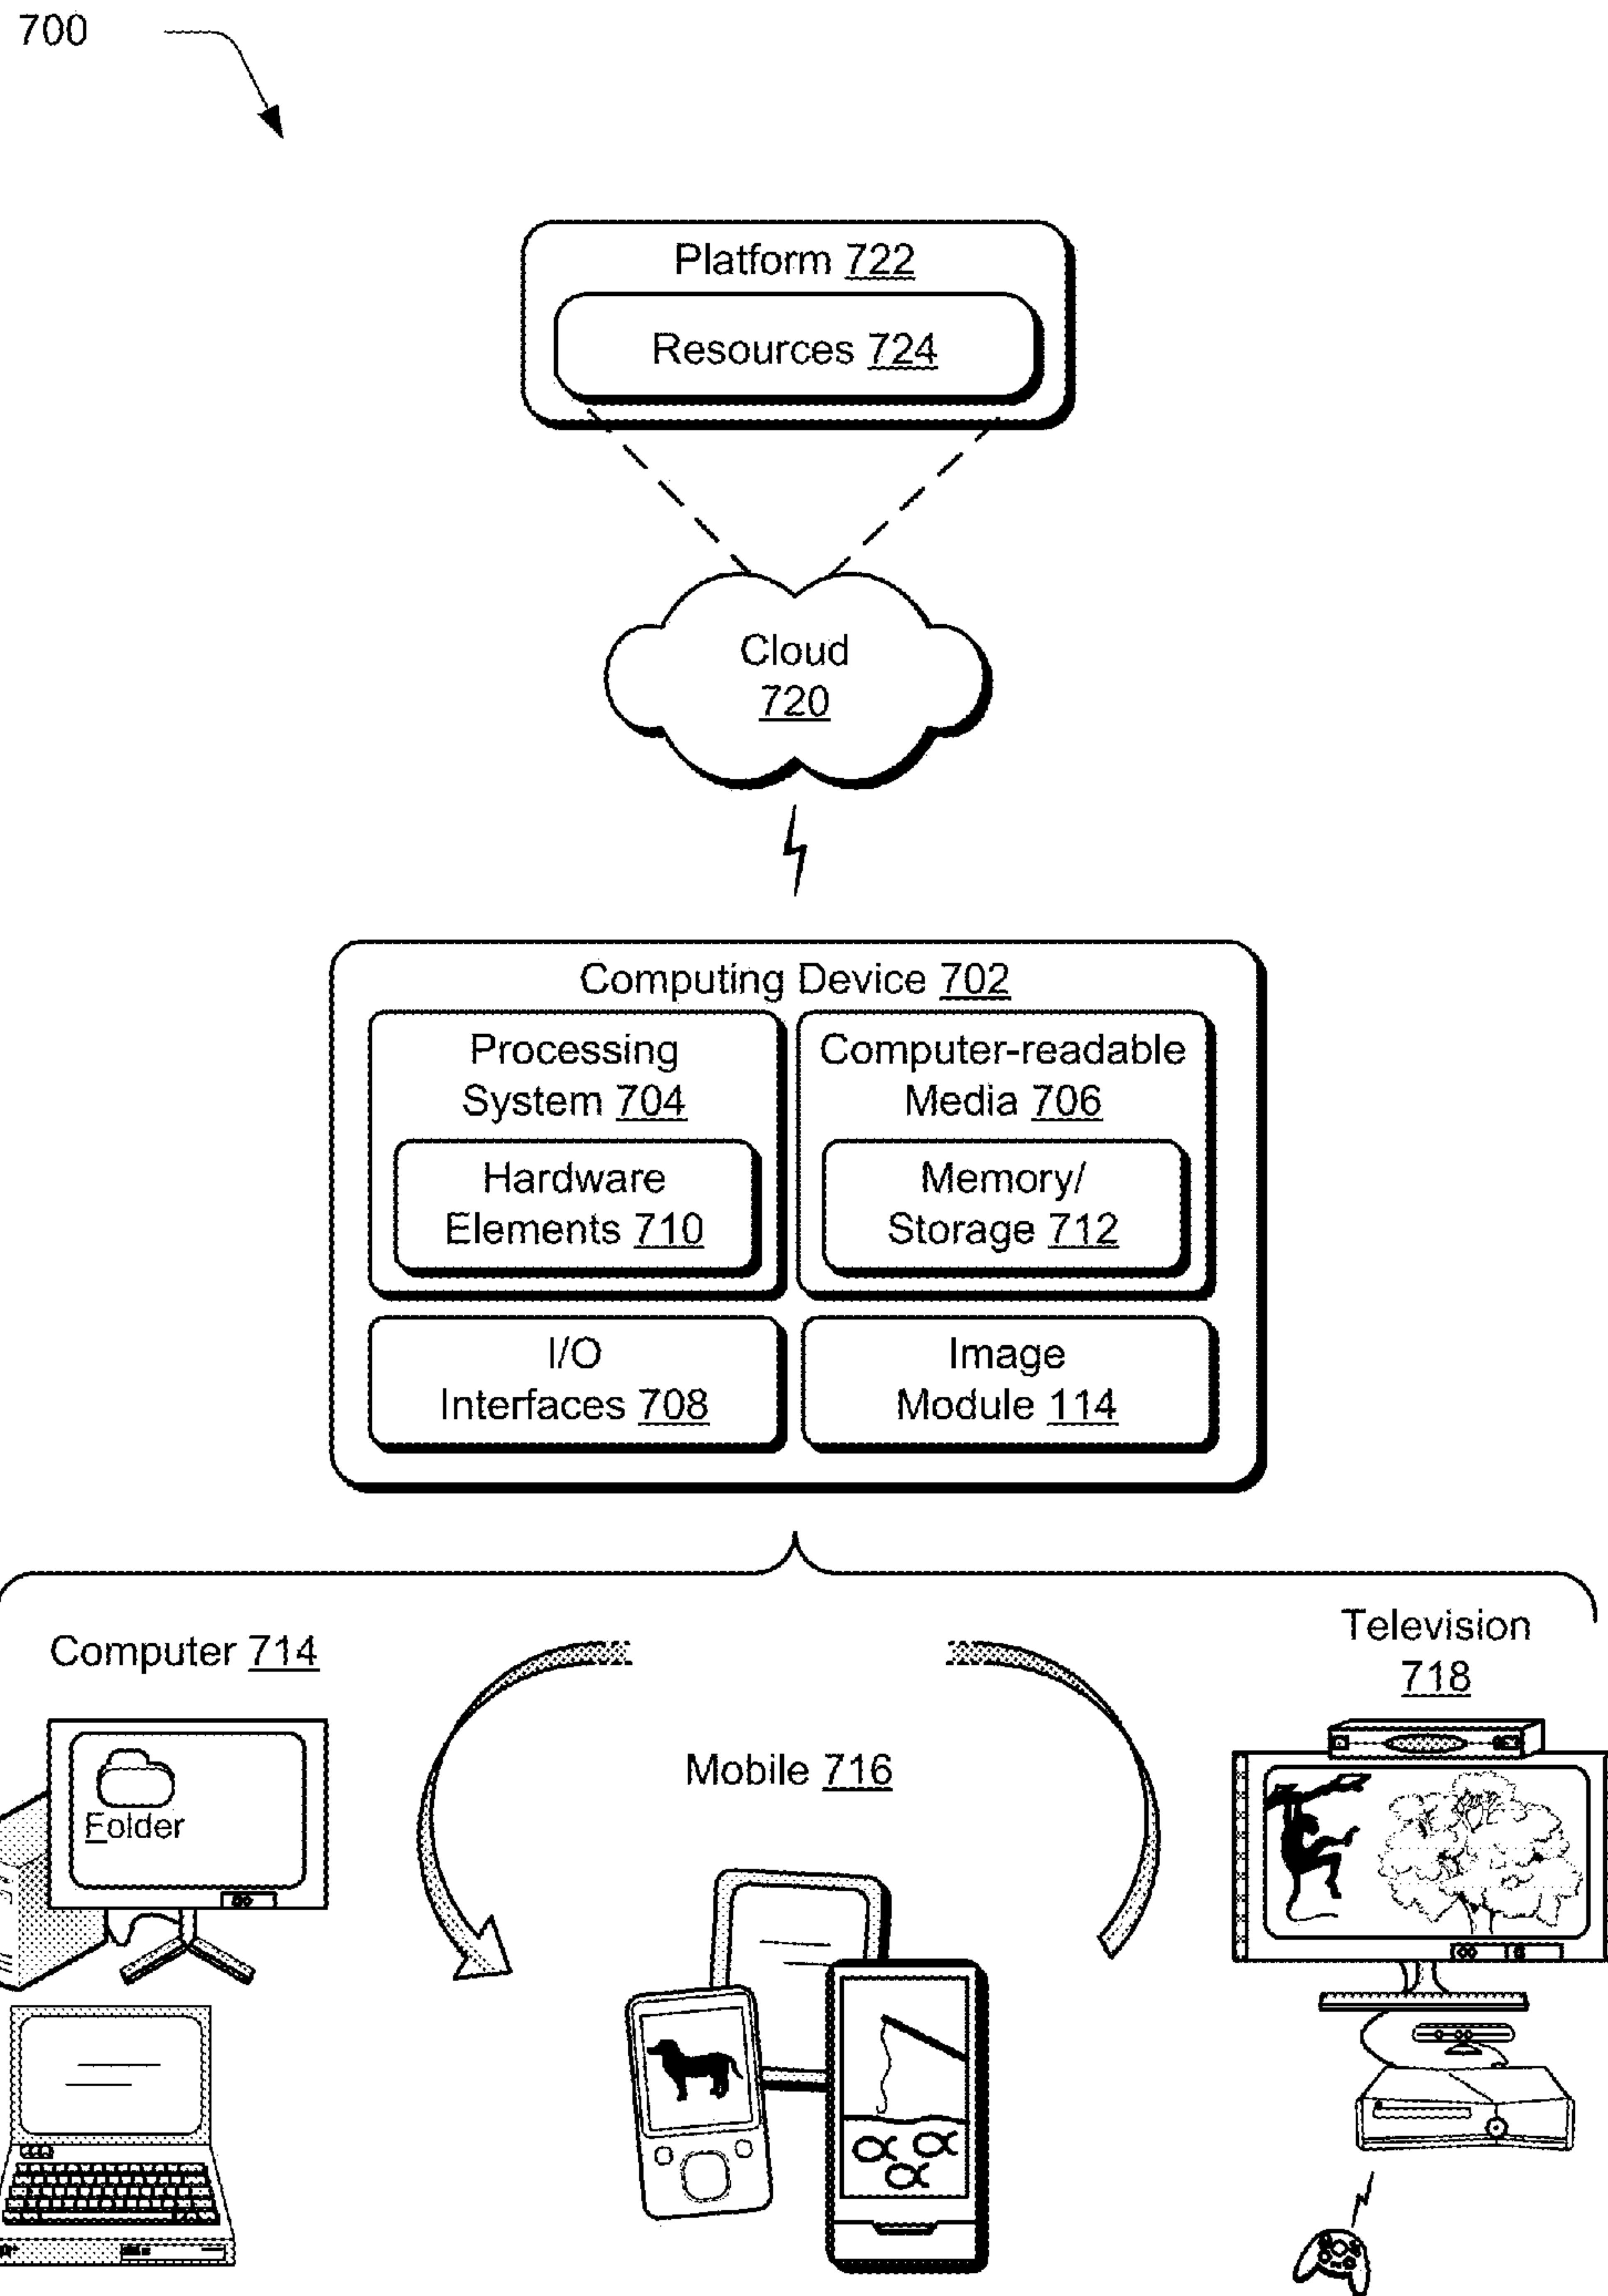 700
Platform 722
Resources 724
Cloud
720
Computing Device 702
Processing
System 704
Hardware
Elements 710
Computer-readable
Media 706
Memory/
Storage 712
I/O
Interfaces 708
Image
Module 114
Computer 714
Mobile 716
Television
718
Folder